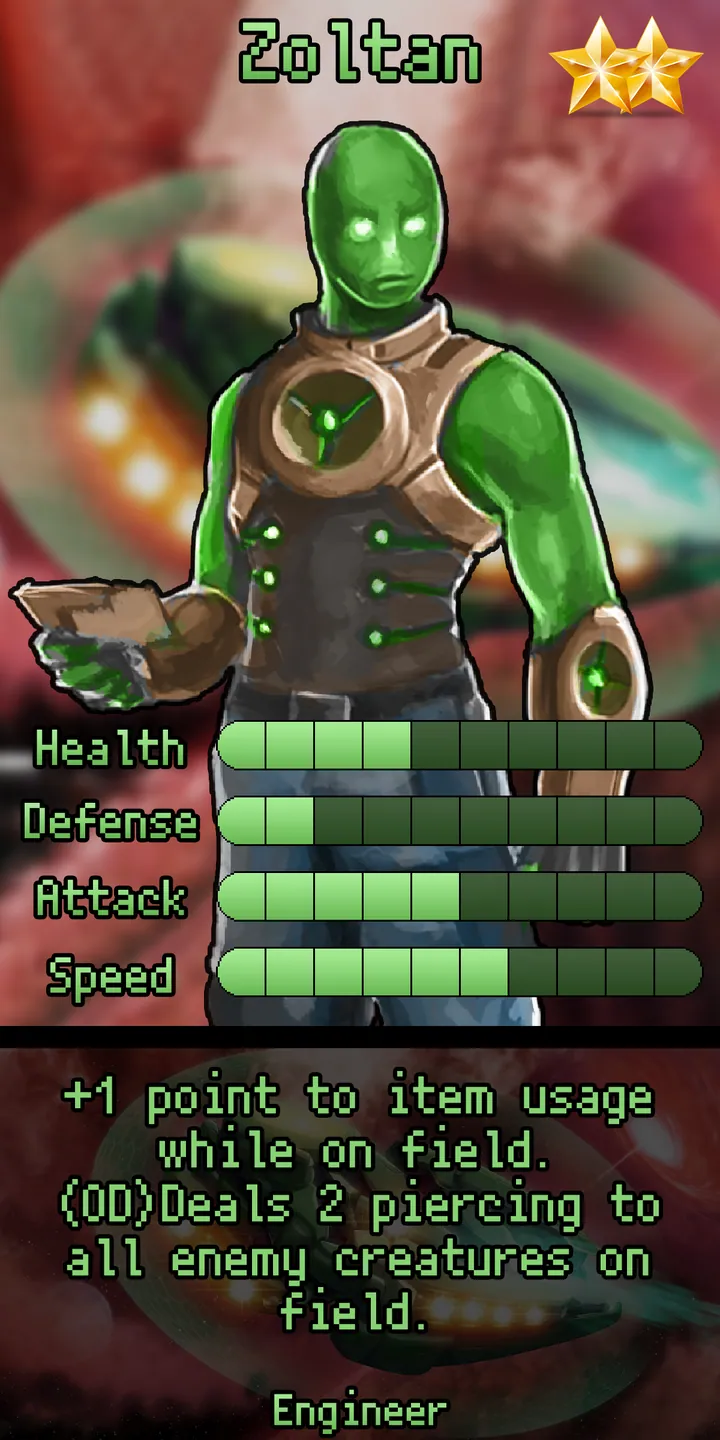 Zoltan
Health
Defense
Attack
Speed
+1 point to item usage
while on field.
(OD)Deals 2 piercing to
all enemy creatures on
field.
Engineer